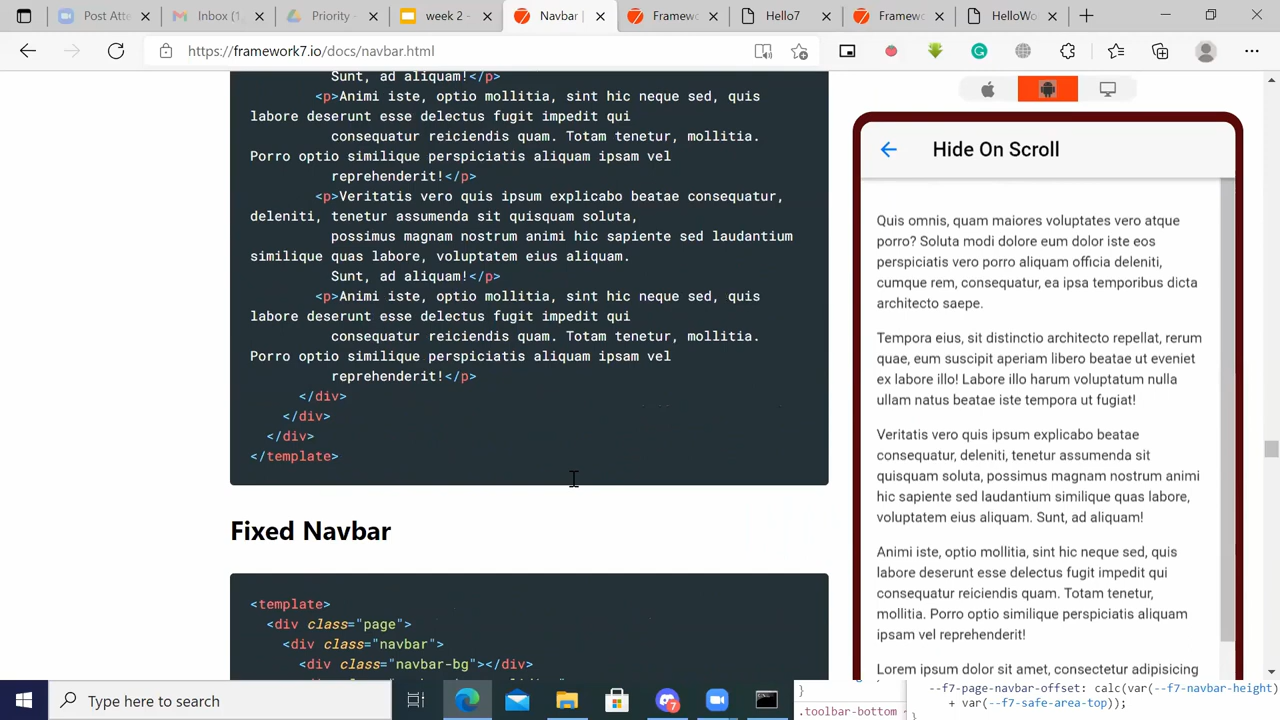 Post Atte
Inbox (1
Priority -
week 2 -
Navbar |
Framewo
Hello7
Framewo
HelloWo
https://framework7.io/docs/navbar.html
Sunt, ad aliquam!</p>
<p>Animi iste, optio mollitia, sint hic neque sed, quis
labore deserunt esse delectus fugit impedit qui
consequatur reiciendis quam. Totam tenetur, mollitia.
Porro optio similique perspiciatis aliquam ipsam vel
reprehenderit!</p>
<p>Veritatis vero quis ipsum explicabo beatae consequatur,
deleniti, tenetur assumenda sit quisquam soluta,
possimus magnam nostrum animi hic sapiente sed laudantium
similique quas labore, voluptatem eius aliquam.
Sunt, ad aliquam!</p>
<p>Animi iste, optio mollitia, sint hic neque sed, quis
labore deserunt esse delectus fugit impedit qui
consequatur reiciendis quam. Totam tenetur, mollitia.
Porro optio similique perspiciatis aliquam ipsam vel
reprehenderit!</p>
</div>
</div>
</div>
</template>
Fixed Navbar
<template>
<div class="page">
<div class="navbar">
<div class="navbar-bg"></div>
Hide On Scroll
Quis omnis, quam maiores voluptates vero atque
porro? Soluta modi dolore eum dolor iste eos
perspiciatis vero porro aliquam officia deleniti,
cumque rem, consequatur, ea ipsa temporibus dicta
architecto saepe.
Tempora eius, sit distinctio architecto repellat, rerum
quae, eum suscipit aperiam libero beatae ut eveniet
ex labore illo! Labore illo harum voluptatum nulla
ullam natus beatae iste tempora ut fugiat!
Veritatis vero quis ipsum explicabo beatae
consequatur, deleniti, tenetur assumenda sit
quisquam soluta, possimus magnam nostrum animi
hic sapiente sed laudantium similique quas labore,
voluptatem eius aliquam. Sunt, ad aliquam!
Animi iste, optio mollitia, sint hic neque sed, quis
labore deserunt esse delectus fugit impedit qui
consequatur reiciendis quam. Totam tenetur,
mollitia. Porro optio similique perspiciatis aliquam
ipsam vel reprehenderit!
Lorem ipsum dolor sit amet, consectetur adipisicing
Type here to search
7
}
.toolbar-bottom ~
--f7-page-navbar-offset: calc(var(--f7-navbar-height)
+ var(--f7-safe-area-top));
}